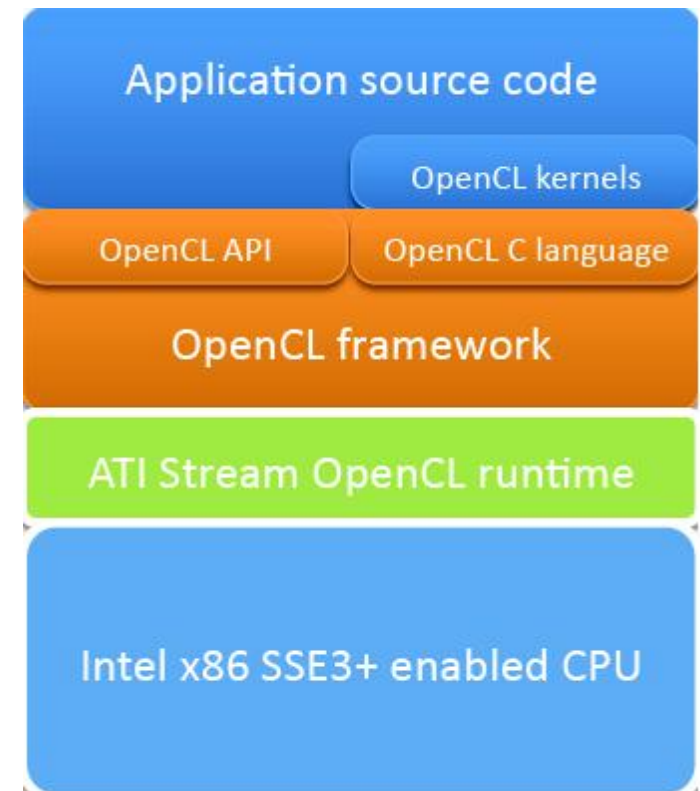 Application source code
OpenCL kernels
OpenCL API
OpenCL C language
OpenCL framework
ATI Stream OpenCL runtime
Intel x86 SSE3+ enabled CPU